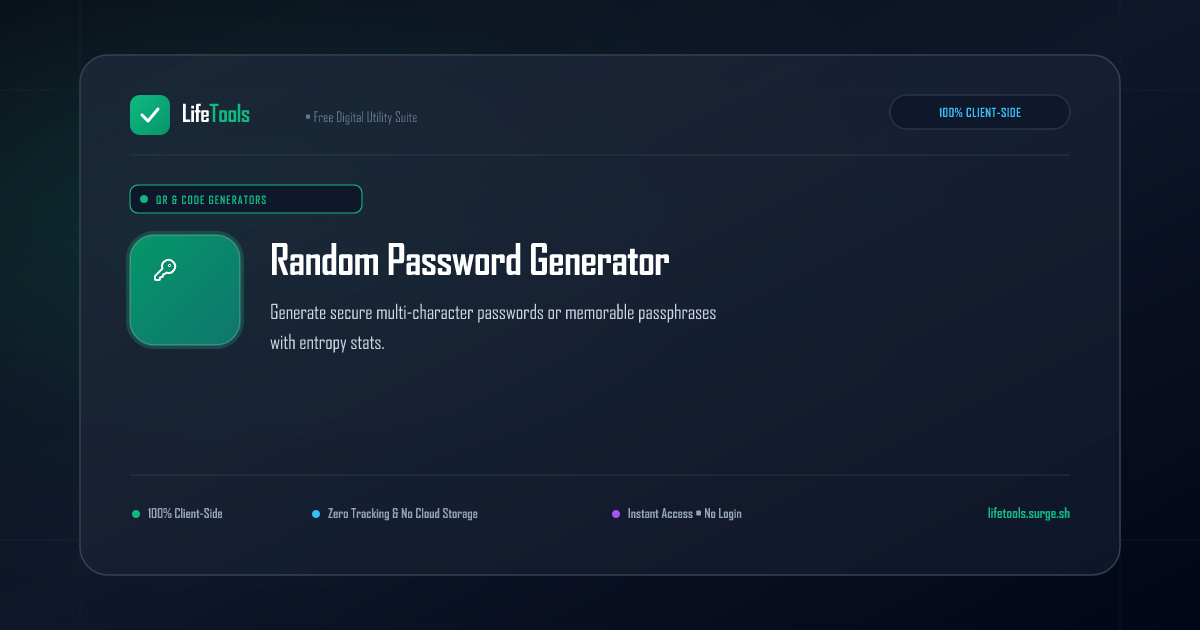 LifeTools
▪ Free Digital Utility Suite
100% CLIENT-SIDE
QR & CODE GENERATORS
Random Password Generator
Generate secure multi-character passwords or memorable passphrases
with entropy stats.
100% Client-Side
Zero Tracking & No Cloud Storage
Instant Access ▪ No Login
lifetools.surge.sh